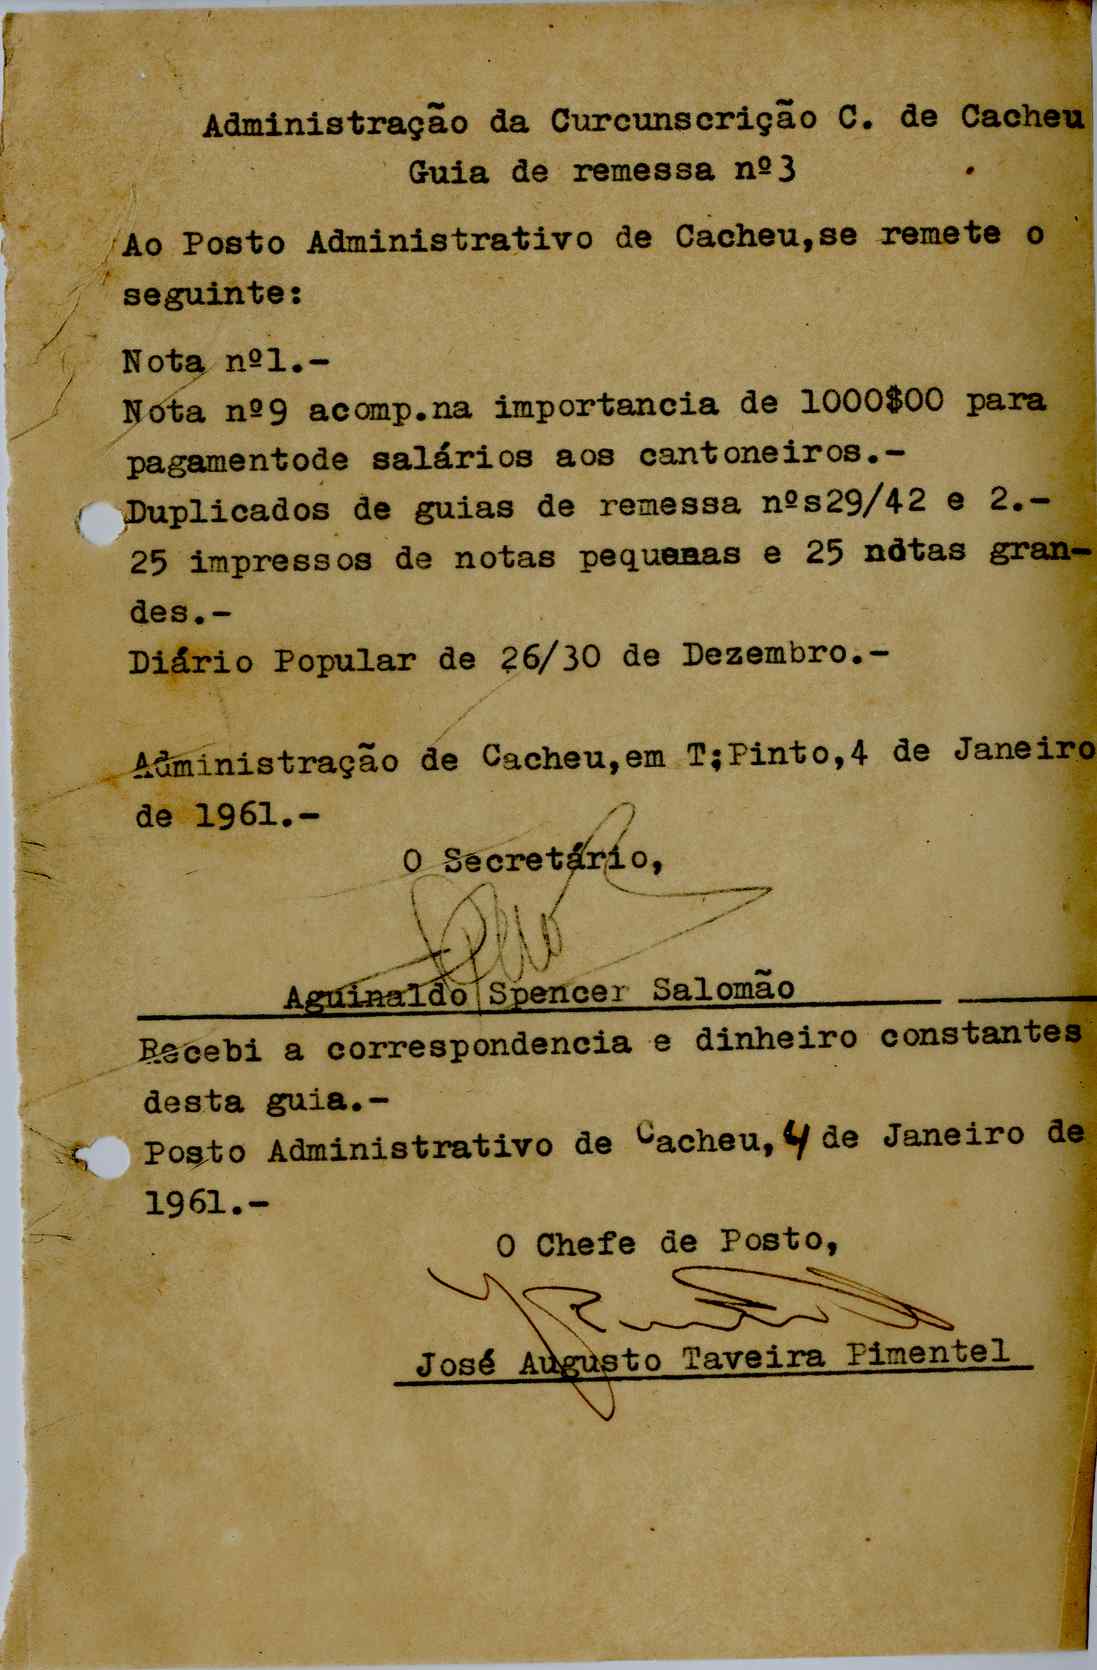 Administração da Curcunscrição C. de Cacheu
Guia de remessa nº3
Ao Posto Administrativo de Cacheu,se remete o
seguinte:
Nota nº1.-
Nota nº9 acomp.na importancia de 1000$00 para
pagamentode salários aos cantoneiros.-
Duplicados de guias de remessa nºs29/42 e 2.-
25 impressos de notas pequenas e 25 notas gran-
des.-
Diário Popular de 26/30 de Dezembro.-
Administração de Cacheu,em T;Pinto,4 de Janeiro
de 1961.-
O Secretário,
Aguinaldo Spencer Salomão
Recebi a correspondencia e dinheiro constantes
desta guia.-
Posto Administrativo de Cacheu, 4 de Janeiro de
1961.-
O Chefe de Posto,
José Augusto Taveira Pimentel